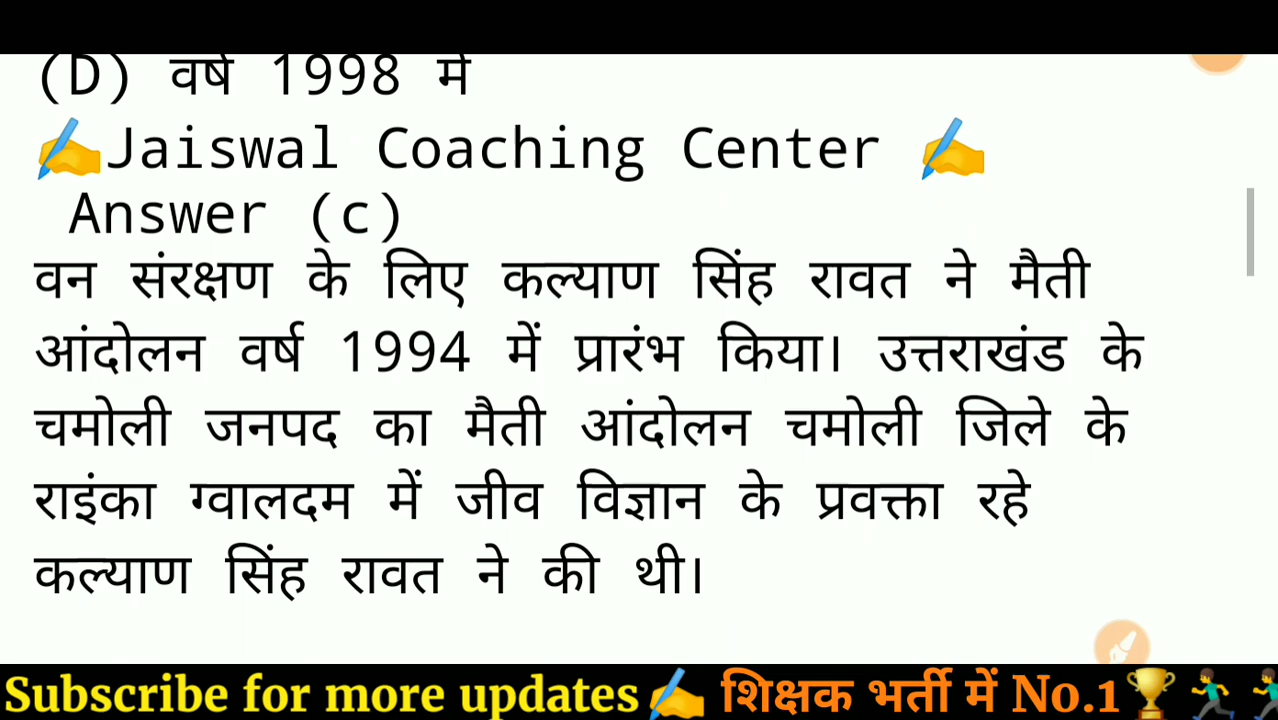 (D) वर्ष 1998 में
✍Jaiswal Coaching Center ✍
Answer (c)
वन संरक्षण के लिए कल्याण सिंह रावत ने मैती
आंदोलन वर्ष 1994 में प्रारंभ किया। उत्तराखंड के
चमोली जनपद का मैती आंदोलन चमोली जिले के
राइंका ग्वालदम में जीव विज्ञान के प्रवक्ता रहे
कल्याण सिंह रावत ने की थी।
Subscribe for more updates✍ शिक्षक भर्ती में No.1🏆🏃🏃